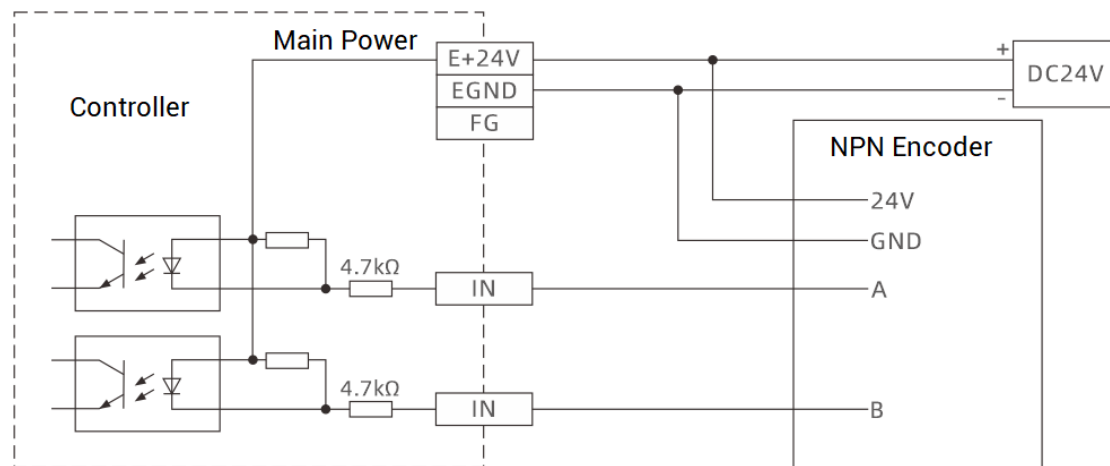 Main Power
E+24V
EGND
FG
+
-
DC24V
Controller
NPN Encoder
24V
GND
4.7kΩ
IN
A
4.7kΩ
IN
B